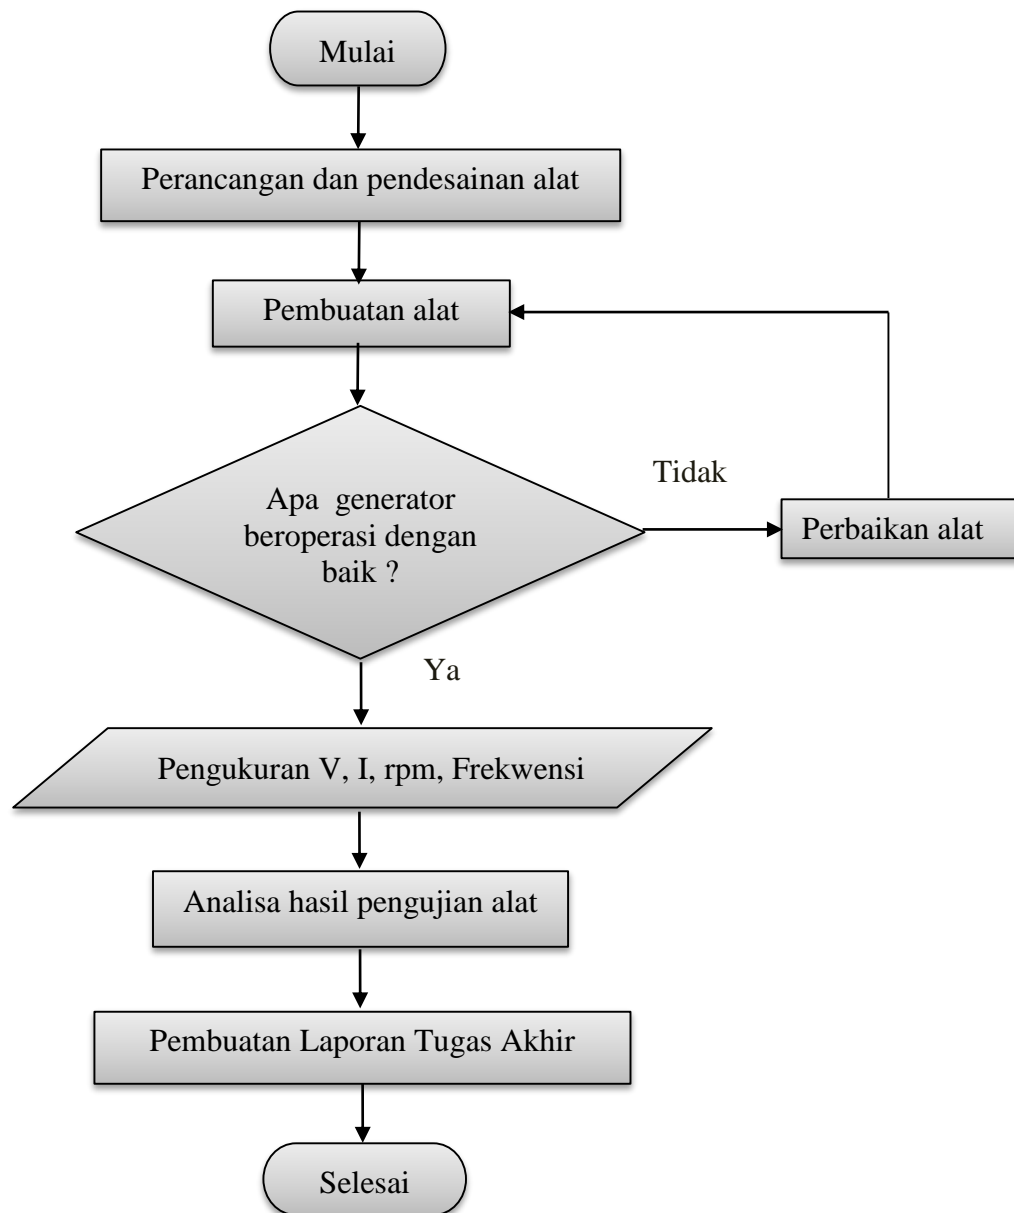 Mulai
Perancangan dan pendesainan alat
Pembuatan alat
Apa generator
beroperasi dengan
baik ?
Tidak
Perbaikan alat
Ya
Pengukuran V, I, rpm, Frekwensi
Analisa hasil pengujian alat
Pembuatan Laporan Tugas Akhir
Selesai